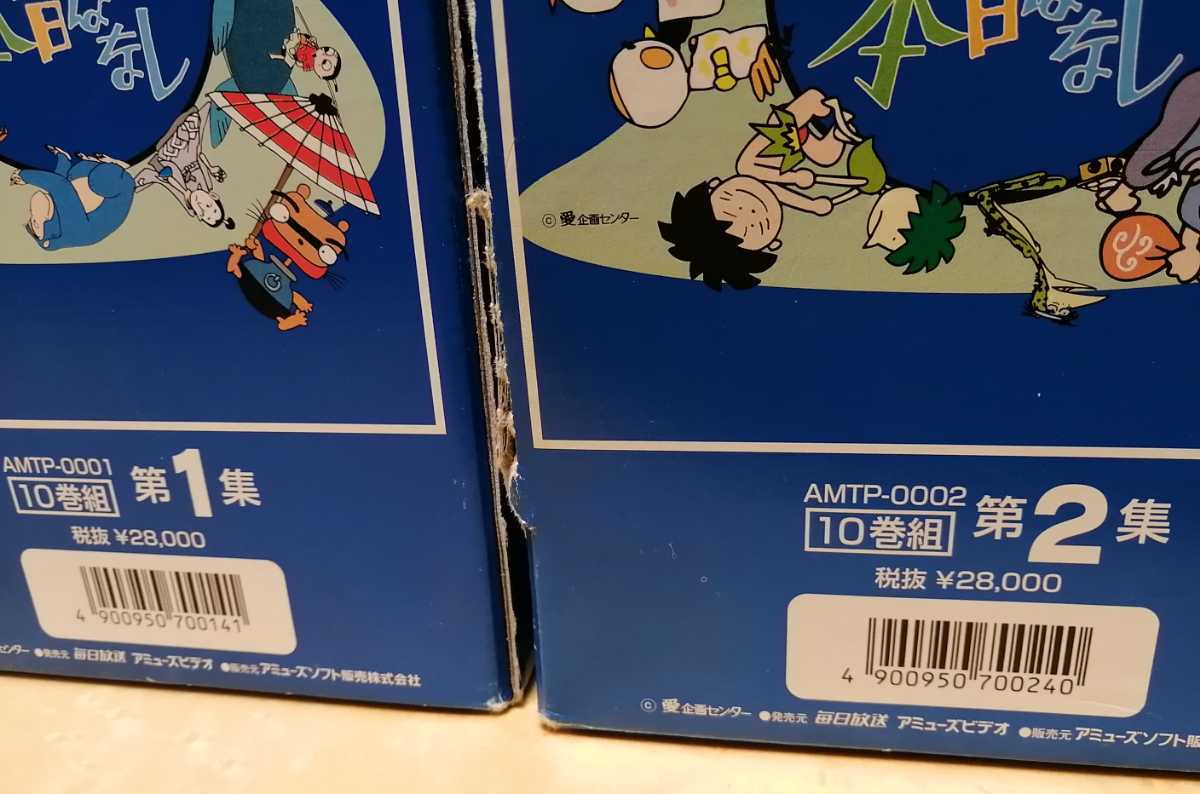 本昔ばなし
AMTP-0001
10巻組
第1集
税抜 ¥28,000
4 900950 700141
センター ●発売元 毎日放送 アミューズビデオ ●販売元 アミューズソフト販売株式会社
本昔ばなし
© 愛企画センター
AMTP-0002
10巻組
第2集
税抜 ¥28,000
4 900950 700240
© 愛企画センター ●発売元 毎日放送 アミューズビデオ ●販売元 アミューズソフト販